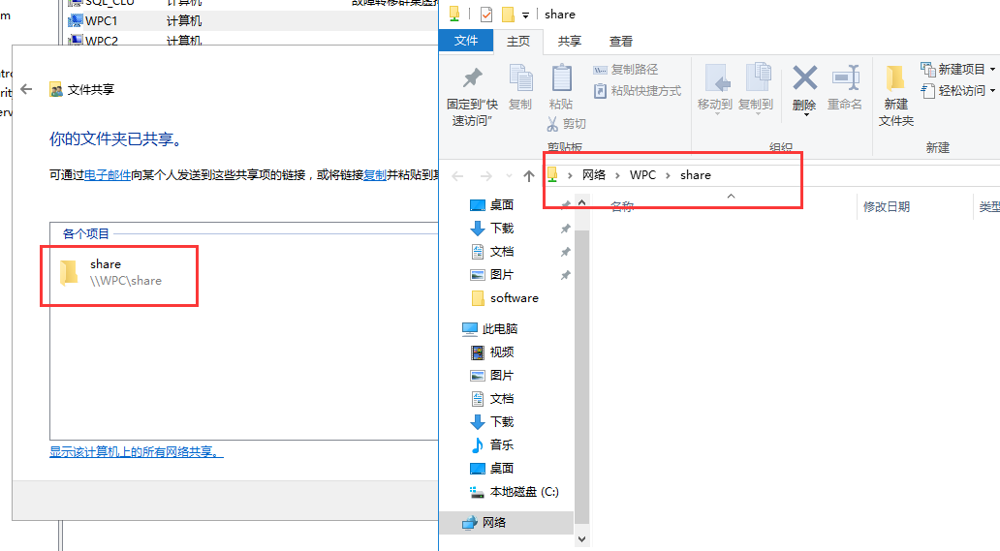 SQL_CLU 计算机
WPC1 计算机
WPC2 计算机
文件共享
你的文件夹已共享。
可通过电子邮件向某个人发送到这些共享项的链接，或将链接复制并粘贴到
各个项目
share
\\WPC\share
显示该计算机上的所有网络共享。
share
文件 主页 共享 查看
固定到"快
速访问"
复制
粘贴
复制路径
粘贴快捷方式
剪切
剪贴板
移动到
复制到
删除
重命名
组织
新建
文件夹
新建项目
轻松访问
新建
网络 WPC share
名称 修改日期 类型
桌面
下载
文档
图片
software
此电脑
视频
图片
文档
下载
音乐
桌面
本地磁盘 (C:)
网络